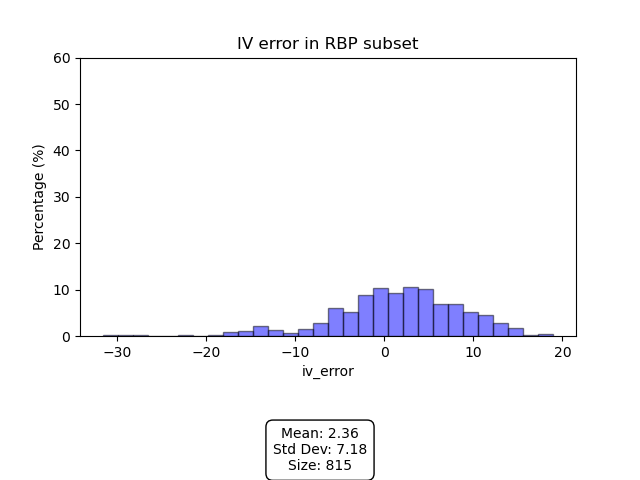 IV error in RBP subset
60
50
40
30
20
10
0
Percentage (%)
−30
−20
−10
0
10
20
iv_error
Mean: 2.36
Std Dev: 7.18
Size: 815